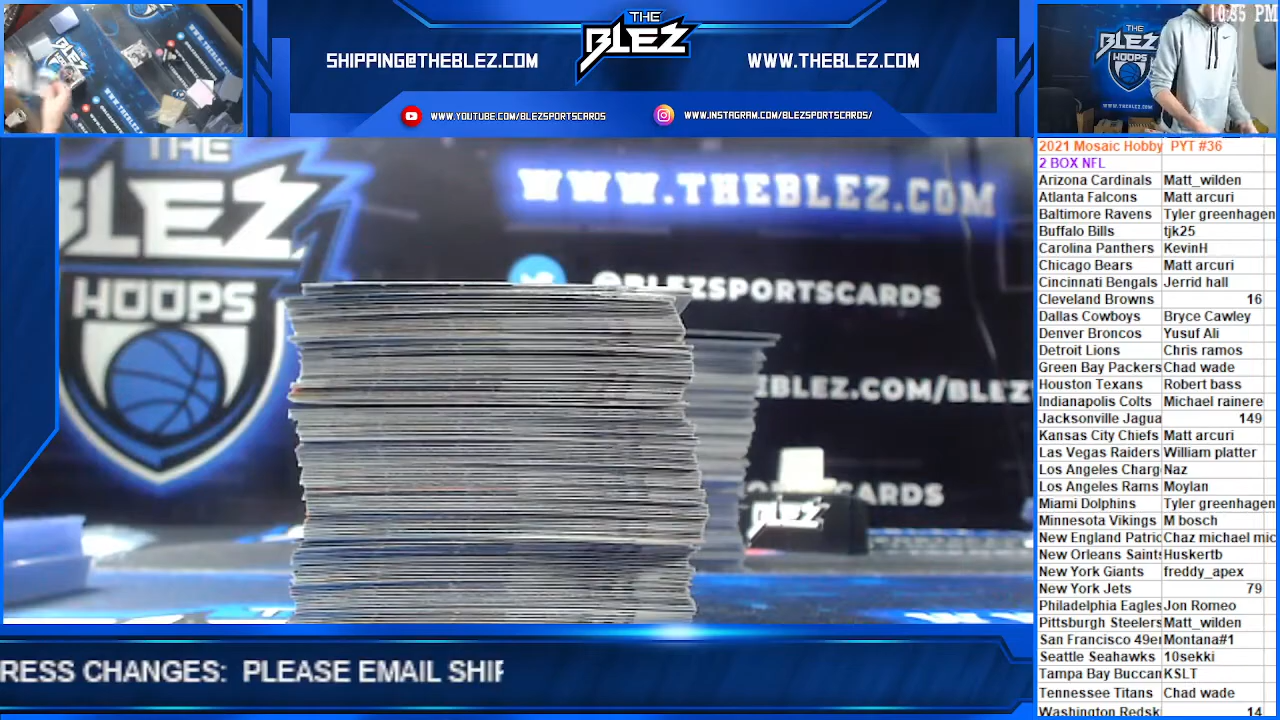 THE
BLEZ
SHIPPING@THEBLEZ.COM
WWW.THEBLEZ.COM
WWW.YOUTUBE.COM/BLEZSPORTSCARDS
WWW.INSTAGRAM.COM/BLEZSPORTSCARDS/
THE
BLEZ
HOOPS
10:35 PM
THE
BLEZ
HOOPS
WWW.THEBLEZ.COM
@BLEZSPORTSCARDS
BLEZ.COM/BLEZ
CARDS
BLEZ
2021 Mosaic Hobby PYT #36
2 BOX NFL
Arizona Cardinals Matt_wilden
Atlanta Falcons Matt arcuri
Baltimore Ravens Tyler greenhagen
Buffalo Bills tjk25
Carolina Panthers KevinH
Chicago Bears Matt arcuri
Cincinnati Bengals Jerrid hall
Cleveland Browns 16
Dallas Cowboys Bryce Cawley
Denver Broncos Yusuf Ali
Detroit Lions Chris ramos
Green Bay Packers Chad wade
Houston Texans Robert bass
Indianapolis Colts Michael rainere
Jacksonville Jagua 149
Kansas City Chiefs Matt arcuri
Las Vegas Raiders William platter
Los Angeles Charg Naz
Los Angeles Rams Moylan
Miami Dolphins Tyler greenhagen
Minnesota Vikings M bosch
New England Patric Chaz michael mic
New Orleans Saints Huskertb
New York Giants freddy_apex
New York Jets 79
Philadelphia Eagles Jon Romeo
Pittsburgh Steelers Matt_wilden
San Francisco 49er Montana#1
Seattle Seahawks 10sekki
Tampa Bay Buccan KSLT
Tennessee Titans Chad wade
Washington Redsk 14
RESS CHANGES: PLEASE EMAIL SHIP